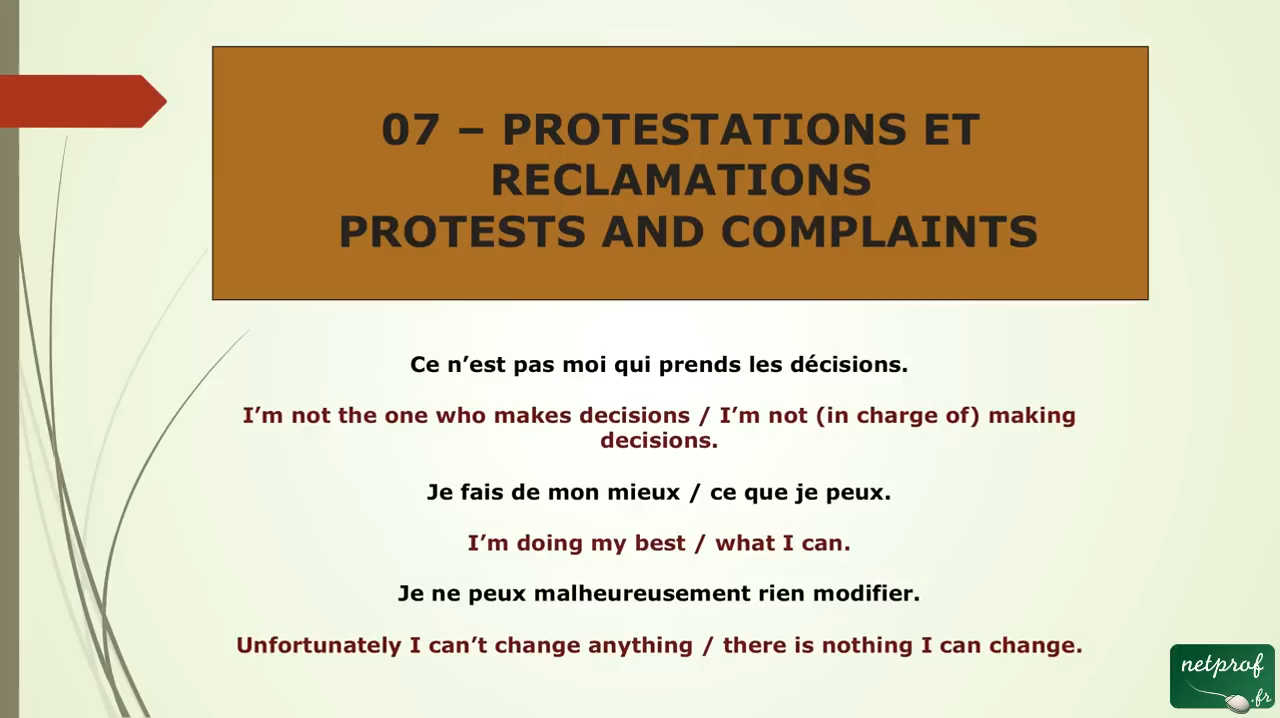 07 – PROTESTATIONS ET
RECLAMATIONS
PROTESTS AND COMPLAINTS
Ce n’est pas moi qui prends les décisions.
I’m not the one who makes decisions / I’m not (in charge of) making
decisions.
Je fais de mon mieux / ce que je peux.
I’m doing my best / what I can.
Je ne peux malheureusement rien modifier.
Unfortunately I can’t change anything / there is nothing I can change.
netprof
.fr